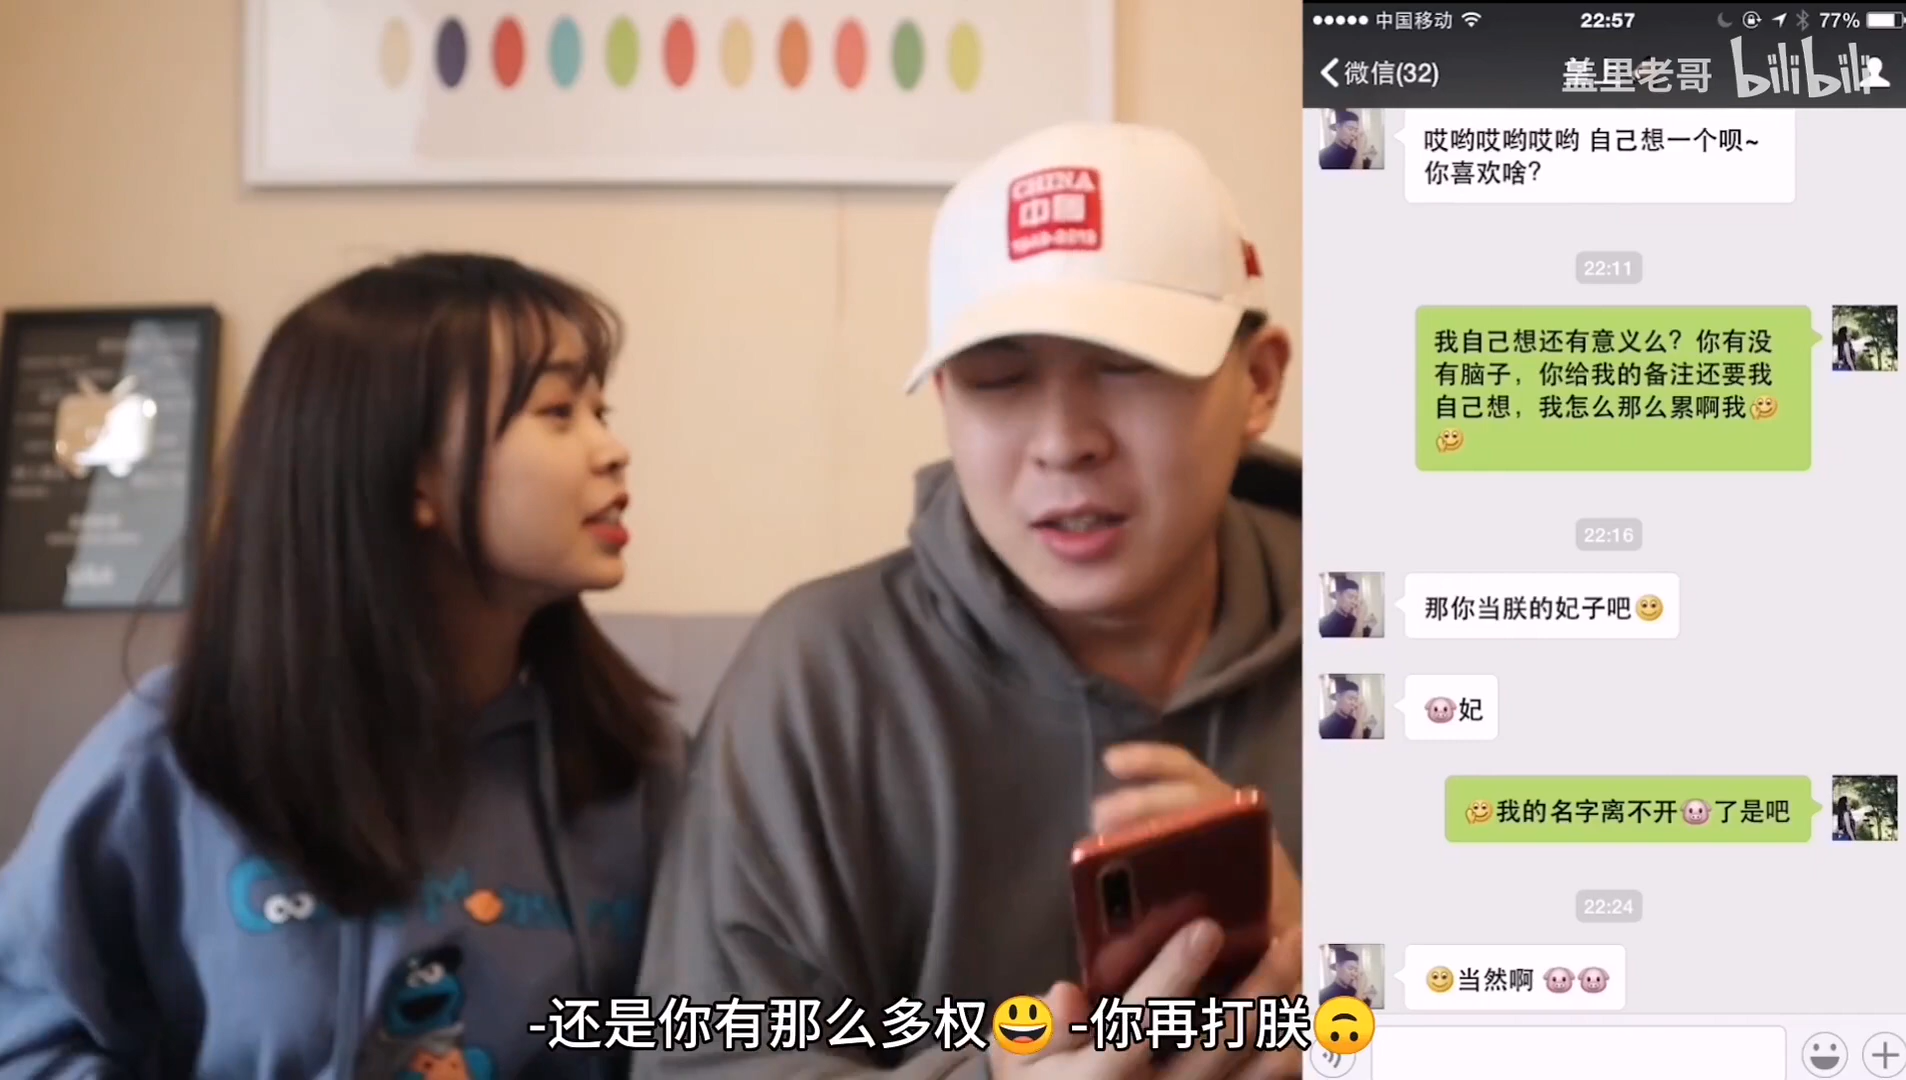 CHINA
中国
1949-2019
中国移动
22:57
77%
微信(32)
盖里老哥 bilibili
哎哟哎哟哎哟 自己想一个呗~
你喜欢啥?
22:11
我自己想还有意义么? 你有没
有脑子，你给我的备注还要我
自己想，我怎么那么累啊我
22:16
那你当朕的妃子吧😊
🐷妃
我的名字离不开🐷了是吧
22:24
😊当然啊 🐷🐷
-还是你有那么多权😃 -你再打朕🙃